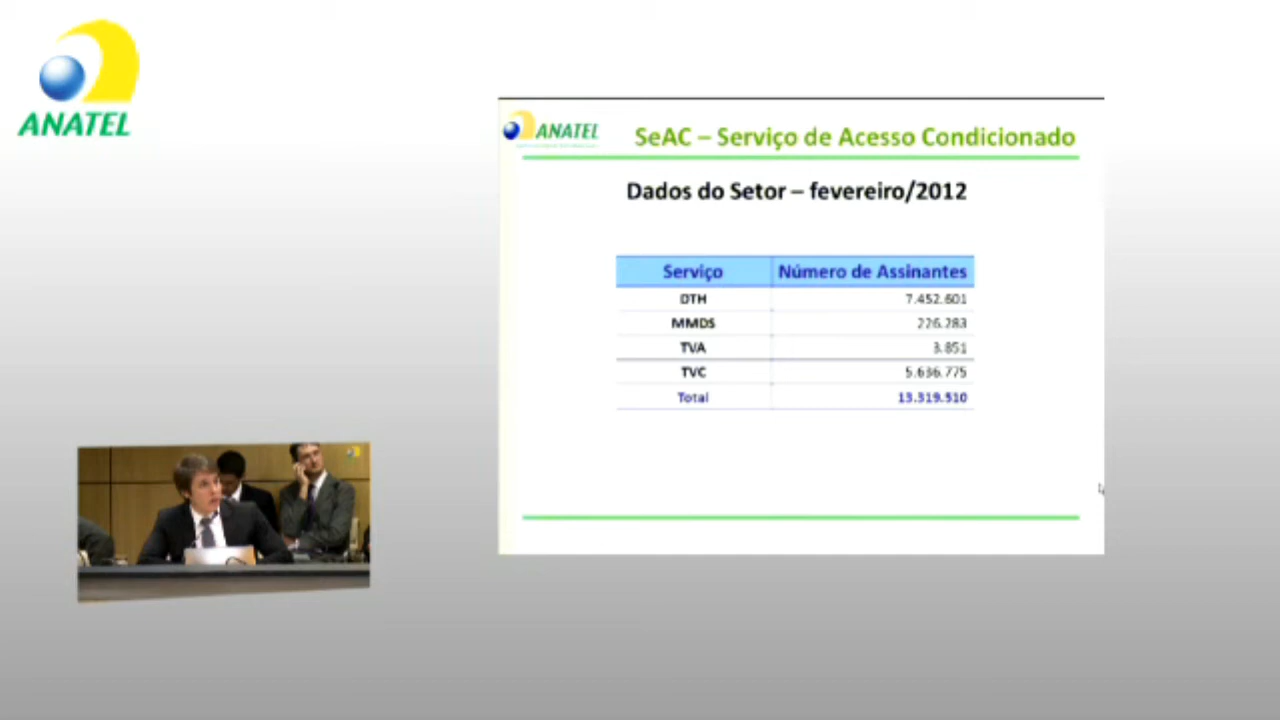 ANATEL
ANATEL
SeAC – Serviço de Acesso Condicionado
Dados do Setor – fevereiro/2012
Serviço Número de Assinantes
DTH 7.452.601
MMDS 226.283
TVA 3.851
TVC 5.636.775
Total 13.319.510